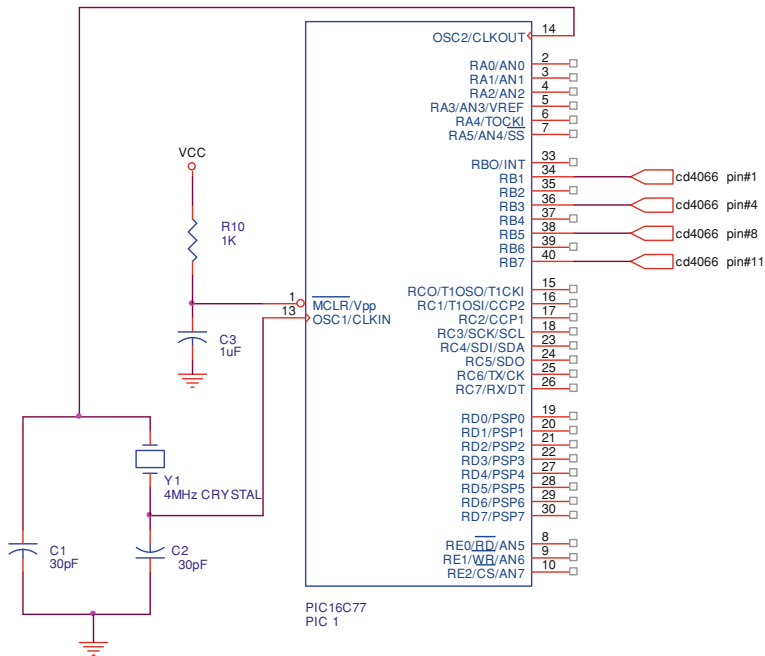 OSC2/CLKOUT 14
RA0/AN0 2
RA1/AN1 3
RA2/AN2 4
RA3/AN3/VREF 5
RA4/TOCKI 6
RA5/AN4/SS 7
VCC
RBO/INT 33
RB1 34 cd4066 pin#1
RB2 35
RB3 36 cd4066 pin#4
RB4 37
RB5 38 cd4066 pin#8
RB6 39
RB7 40 cd4066 pin#11
R10
1K
1 MCLR/Vpp
13 OSC1/CLKIN
RCO/T1OSO/T1CKI 15
RC1/T1OSI/CCP2 16
RC2/CCP1 17
RC3/SCK/SCL 18
RC4/SDI/SDA 23
RC5/SDO 24
RC6/TX/CK 25
RC7/RX/DT 26
C3
1uF
RD0/PSP0 19
RD1/PSP1 20
RD2/PSP2 21
RD3/PSP3 22
RD4/PSP4 27
RD5/PSP5 28
RD6/PSP6 29
RD7/PSP7 30
Y1
4MHz CRYSTAL
C1
30pF
C2
30pF
RE0/RD/AN5 8
RE1/WR/AN6 9
RE2/CS/AN7 10
PIC16C77
PIC 1